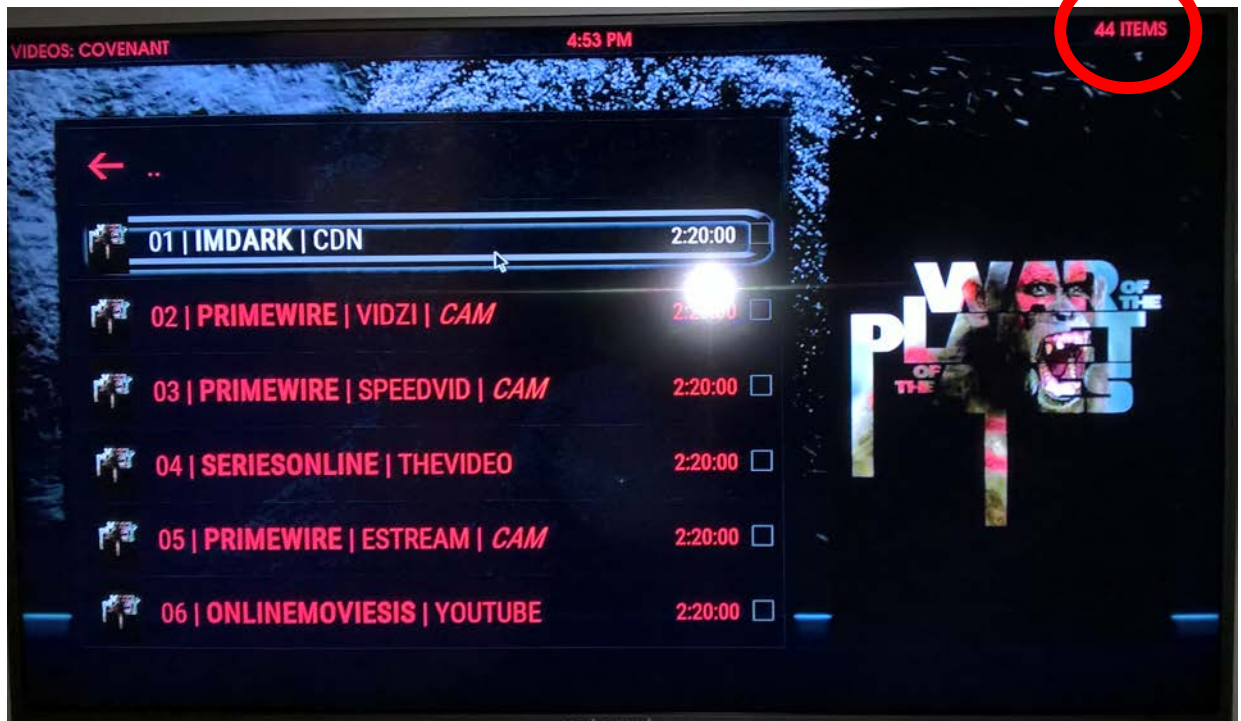 VIDEOS: COVENANT
4:53 PM
44 ITEMS
..
01 | IMDARK | CDN 2:20:00
02 | PRIMEWIRE | VIDZI | CAM
03 | PRIMEWIRE | SPEEDVID | CAM 2:20:00
04 | SERIESONLINE | THEVIDEO 2:20:00
05 | PRIMEWIRE | ESTREAM | CAM 2:20:00
06 | ONLINEMOVIESIS | YOUTUBE 2:20:00
WAR OF THE
PLANET
OF THE APES